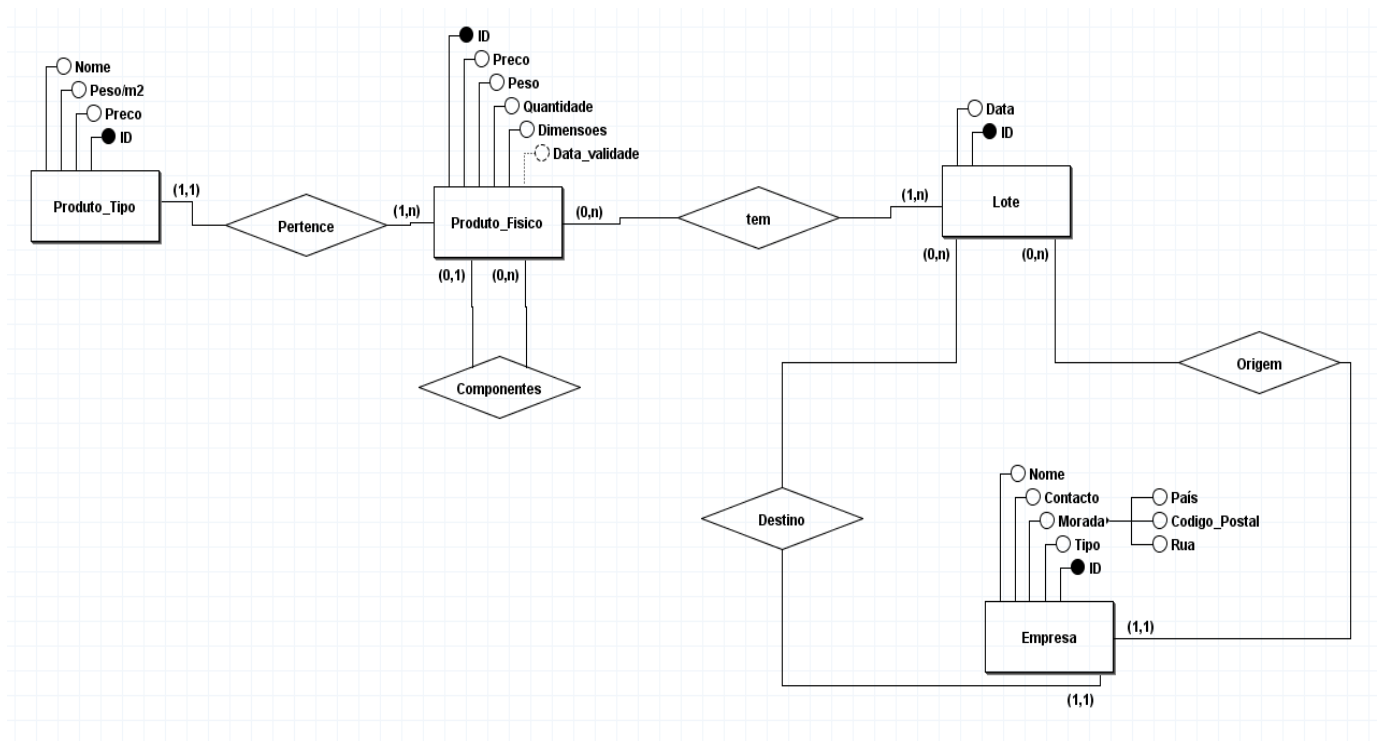 Nome
Peso/m2
Preco
ID
Produto_Tipo
(1,1)
Pertence
(1,n)
ID
Preco
Peso
Quantidade
Dimensoes
Data_validade
Produto_Fisico
(0,n)
(0,1)
(0,n)
Componentes
tem
(1,n)
Data
ID
Lote
(0,n)
(0,n)
Origem
Destino
Nome
Contacto
Morada
País
Codigo_Postal
Rua
Tipo
ID
Empresa
(1,1)
(1,1)